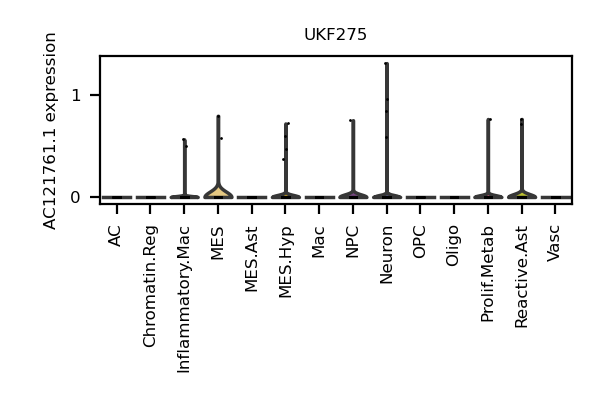 UKF275
AC121761.1 expression
1
0
AC
Chromatin.Reg
Inflammatory.Mac
MES
MES.Ast
MES.Hyp
Mac
NPC
Neuron
OPC
Oligo
Prolif.Metab
Reactive.Ast
Vasc